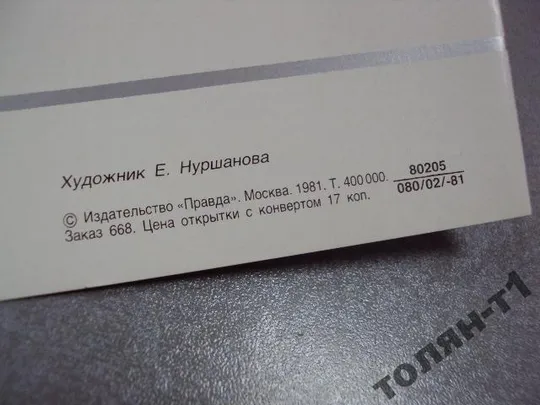 Художник Е. Нуршанова
© Издательство «Правда». Москва. 1981. Т. 400 000. 80205
Заказ 668. Цена открытки с конвертом 17 коп. 080/02/-81
ТОЛЯН-Т1